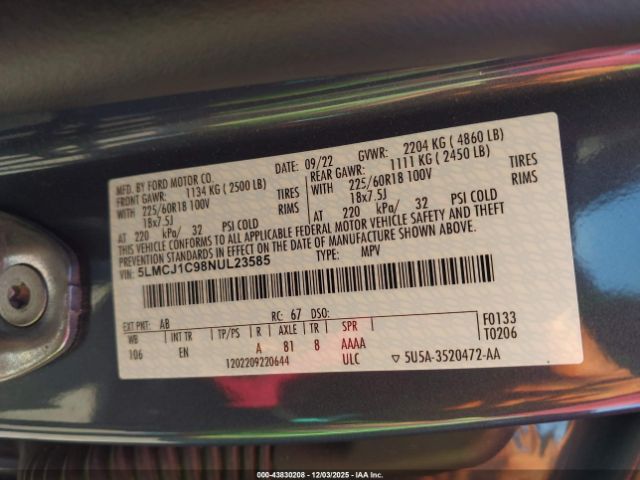 MFD. BY FORD MOTOR CO.
DATE: 09/22
GVWR: 2204 KG ( 4860 LB)
FRONT GAWR: 1134 KG ( 2500 LB)
REAR GAWR: 1111 KG ( 2450 LB)
WITH 225/60R18 100V TIRES
WITH 225/60R18 100V TIRES
18x7.5J RIMS
18x7.5J RIMS
AT 220 kPa/ 32 PSI COLD
AT 220 kPa/ 32 PSI COLD
THIS VEHICLE CONFORMS TO ALL APPLICABLE FEDERAL MOTOR VEHICLE SAFETY AND THEFT
PREVENTION STANDARDS IN EFFECT ON THE DATE OF MANUFACTURE SHOWN ABOVE.
VIN: 5LMCJ1C98NUL23585
TYPE: MPV
EXT PNT: AB RC: 67 DSO:
F0133
T0206
WB INT TR TP/PS R AXLE TR SPR
106 EN A 81 8 AAAA
1202209220644 ULC ▽ 5U5A-3520472-AA
000-43830208 - 12/03/2025 - IAA Inc.